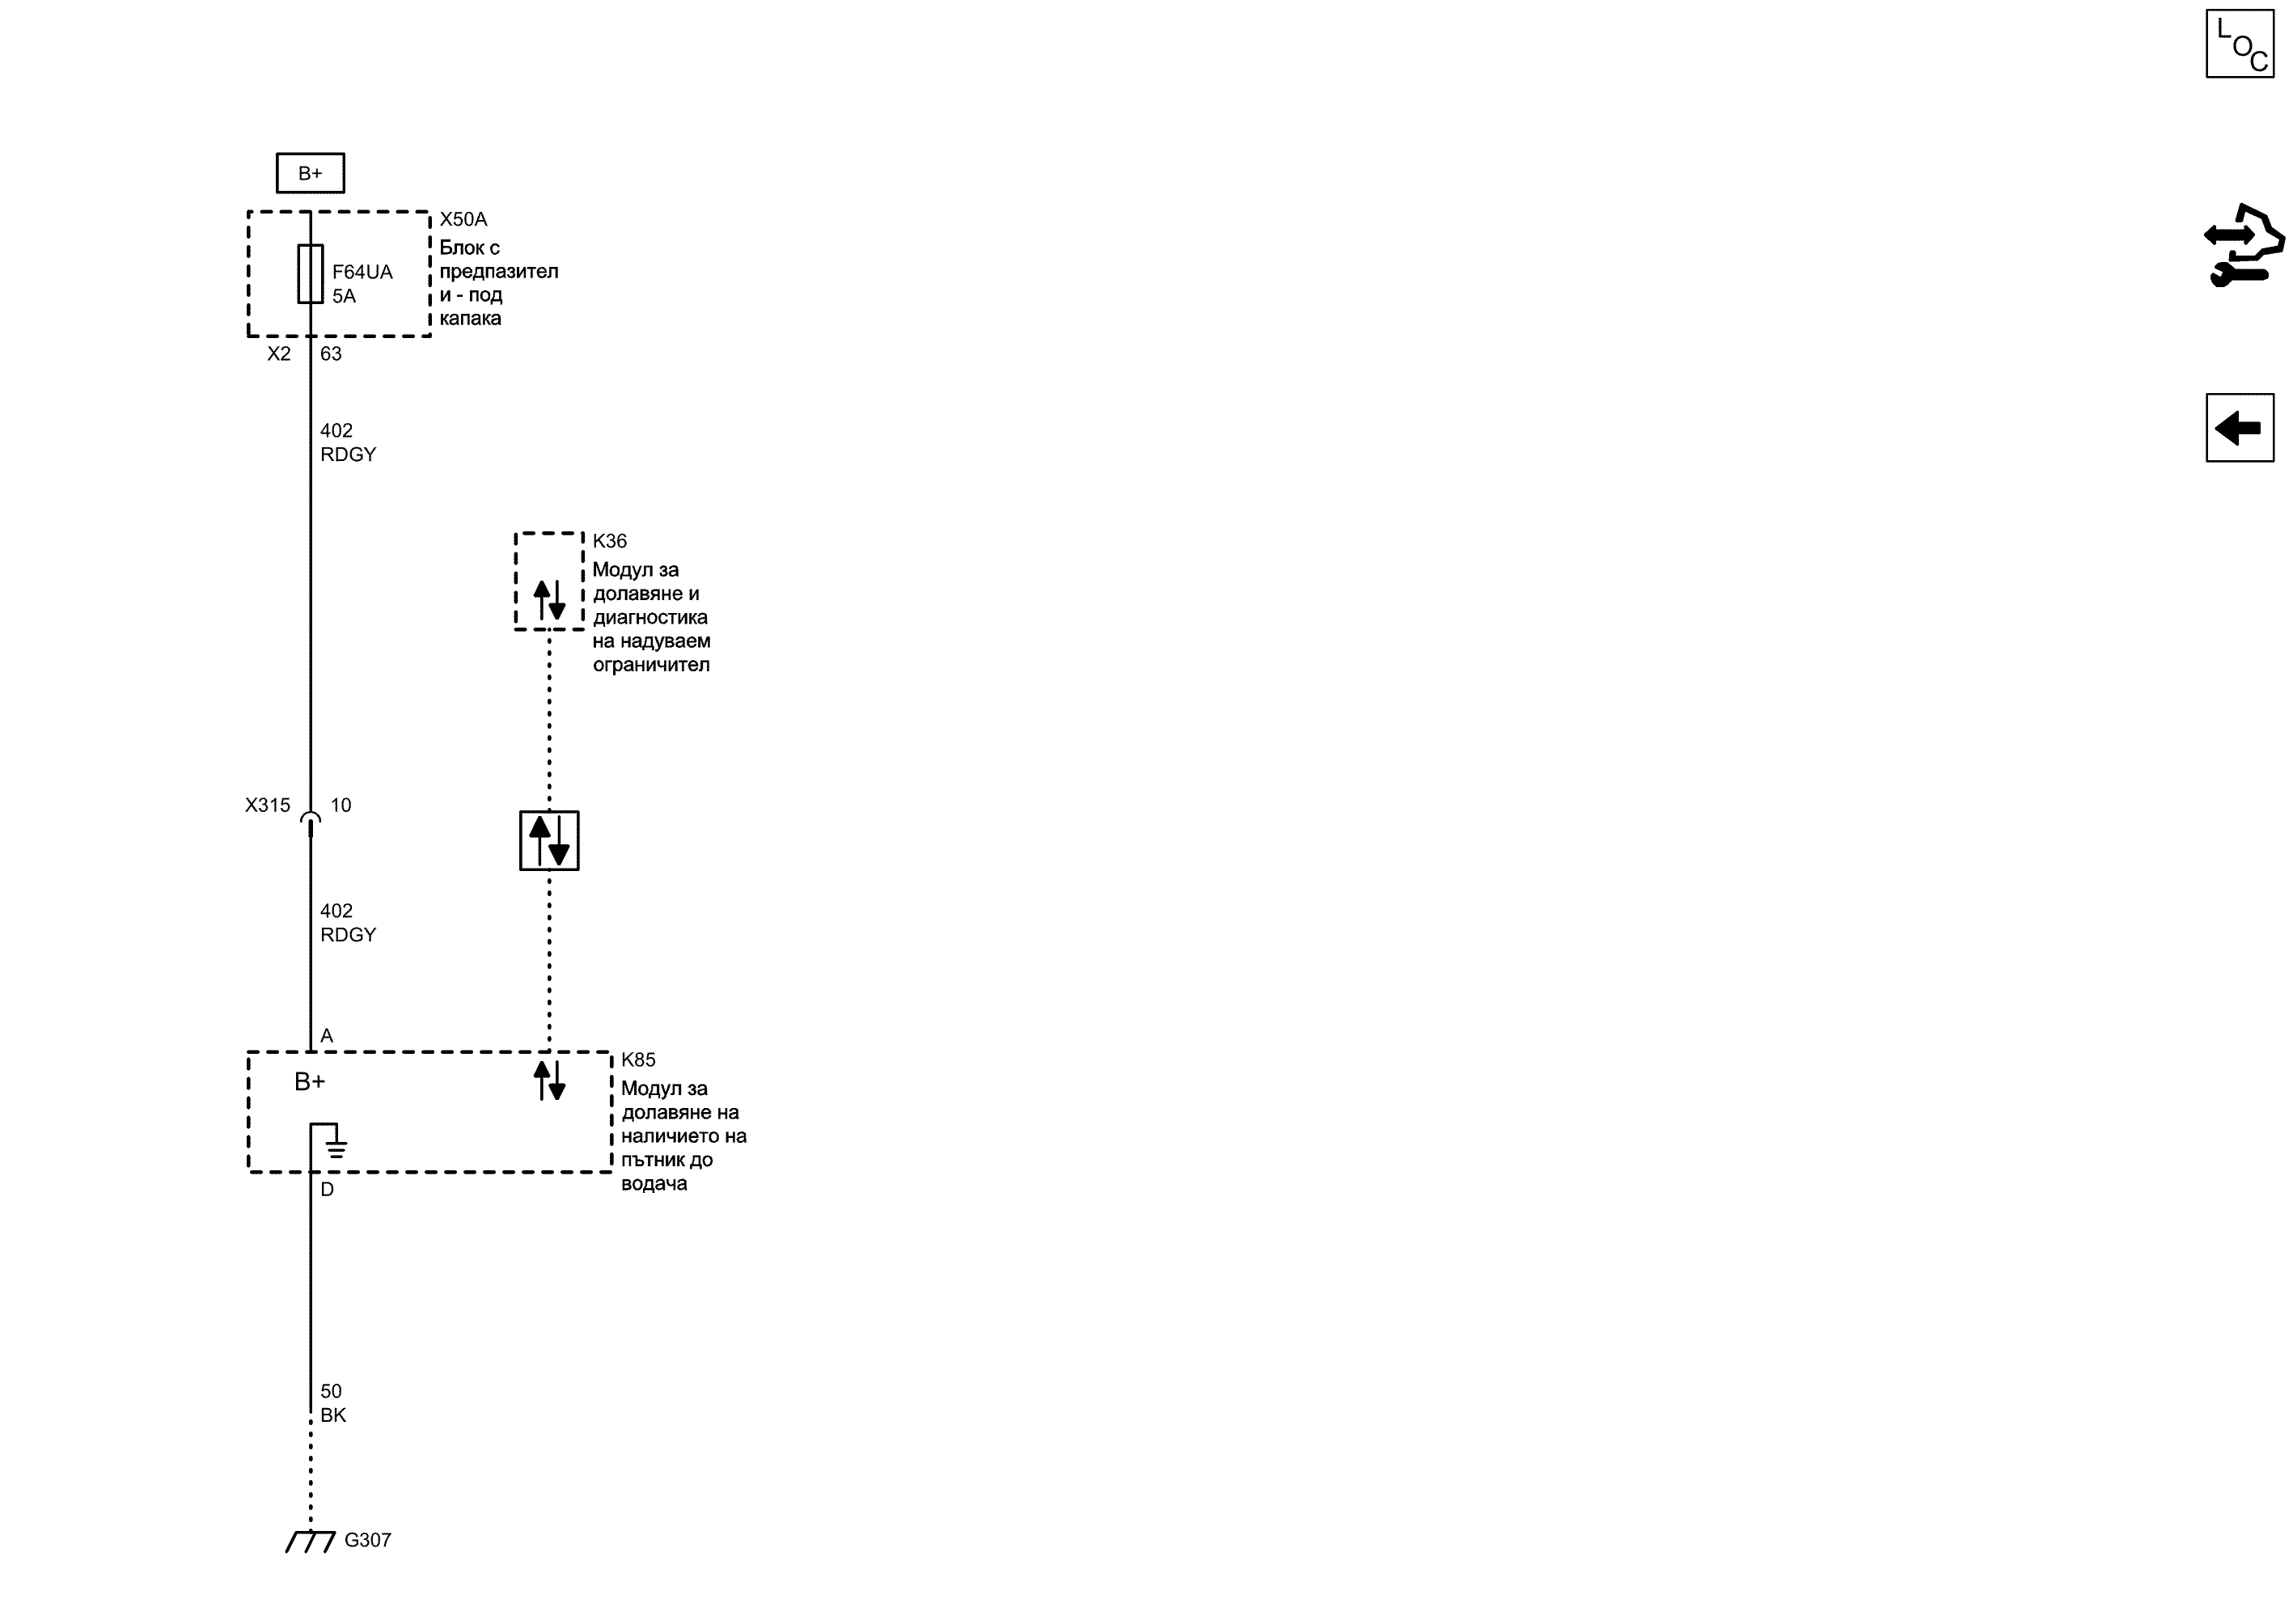 LOC
B+
X50A
Блок с
предпазител
и - под
капака
F64UA
5A
X2 63
402
RDGY
K36
Модул за
долавяне и
диагностика
на надуваем
ограничител
X315 10
402
RDGY
A
K85
B+
Модул за
долавяне на
наличието на
пътник до
водача
D
50
BK
G307